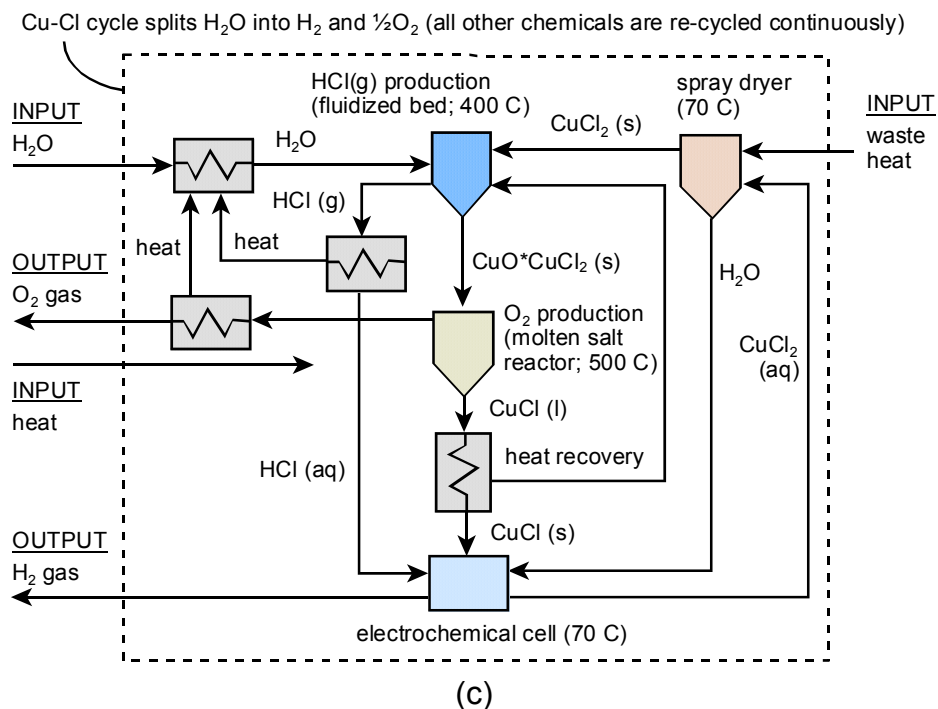 Cu-Cl cycle splits H₂O into H₂ and ½O₂ (all other chemicals are re-cycled continuously)
HCl(g) production
(fluidized bed; 400 C)
spray dryer
(70 C)
INPUT
H₂O
H₂O
CuCl₂ (s)
INPUT
waste
heat
HCl (g)
heat
heat
CuO*CuCl₂ (s)
H₂O
OUTPUT
O₂ gas
O₂ production
(molten salt
reactor; 500 C)
CuCl₂
(aq)
INPUT
heat
CuCl (l)
HCl (aq)
heat recovery
CuCl (s)
OUTPUT
H₂ gas
electrochemical cell (70 C)
(c)